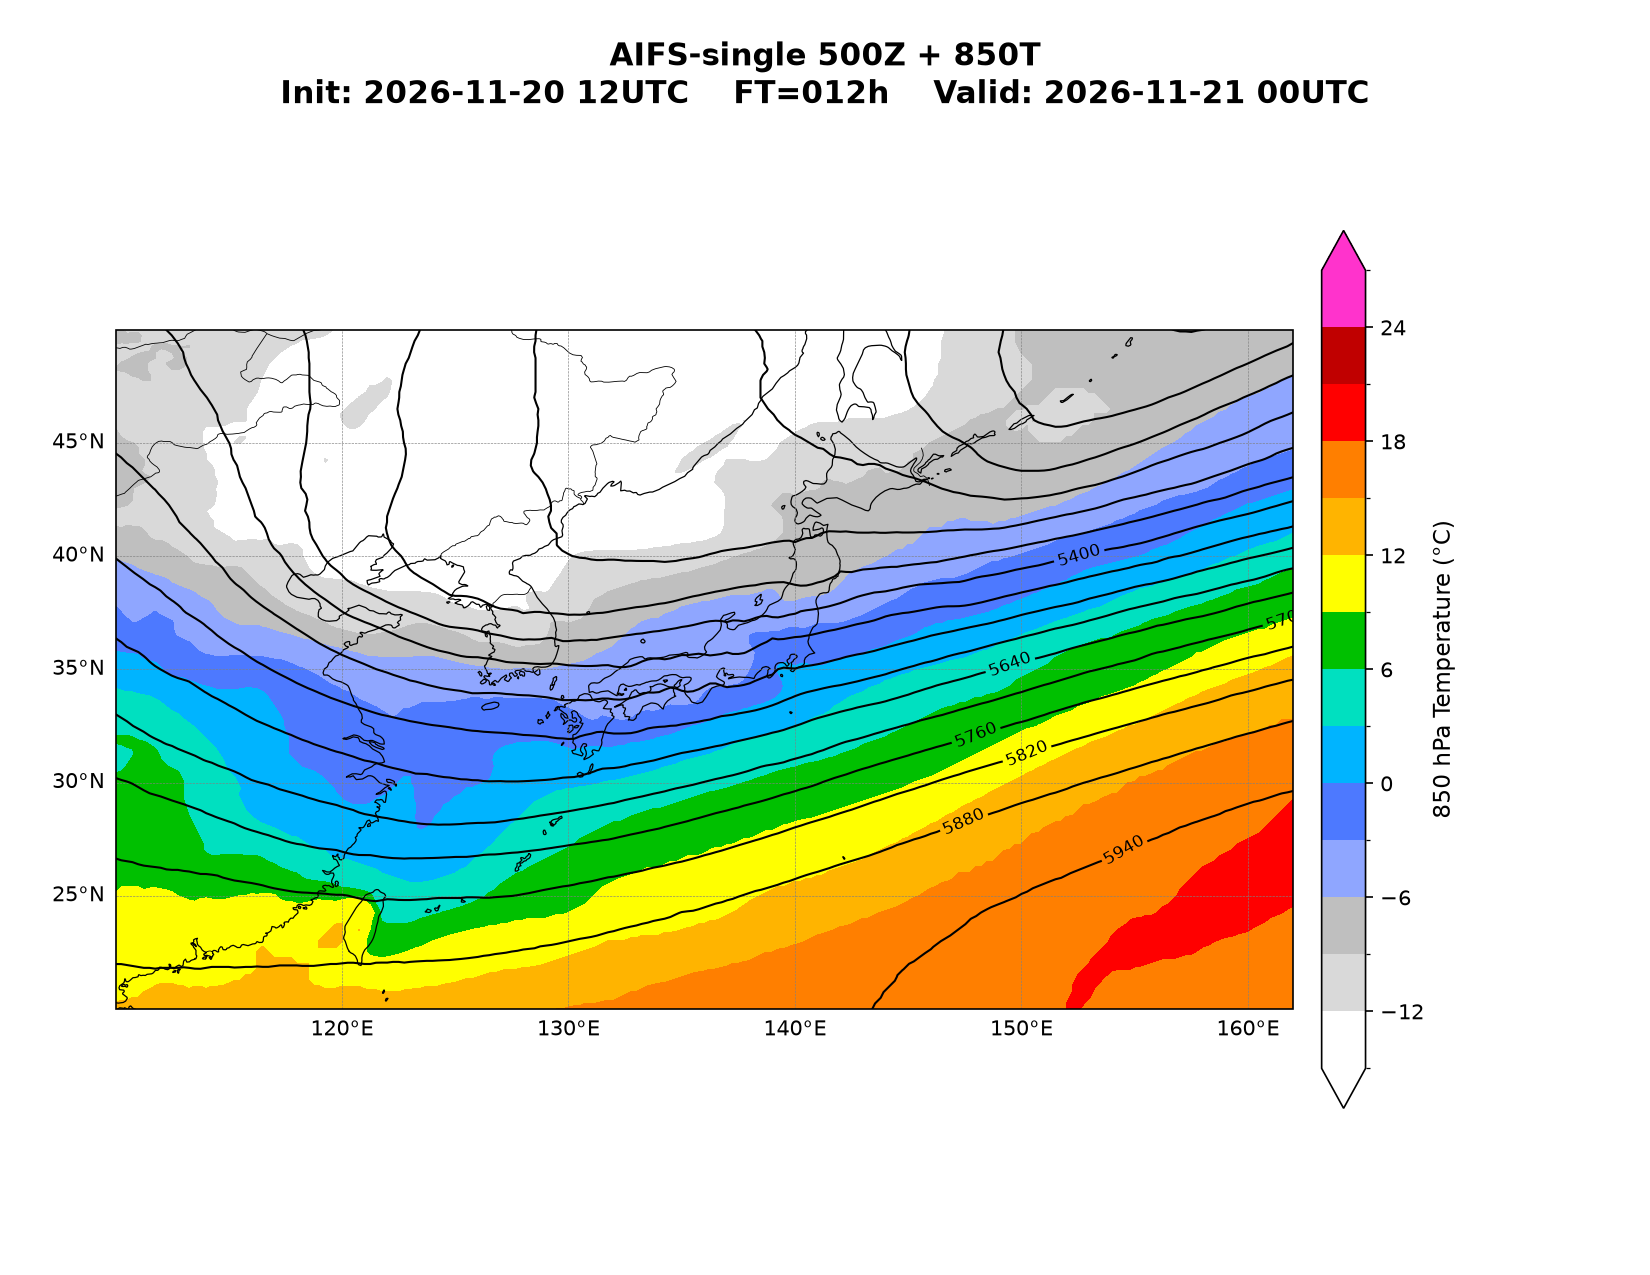 AIFS-single 500Z + 850T
Init: 2026-11-20 12UTC    FT=012h    Valid: 2026-11-21 00UTC
24
18
12
6
0
−6
−12
850 hPa Temperature (°C)
45°N
40°N
35°N
30°N
25°N
5400
570
5640
5760
5820
5880
5940
120°E
130°E
140°E
150°E
160°E